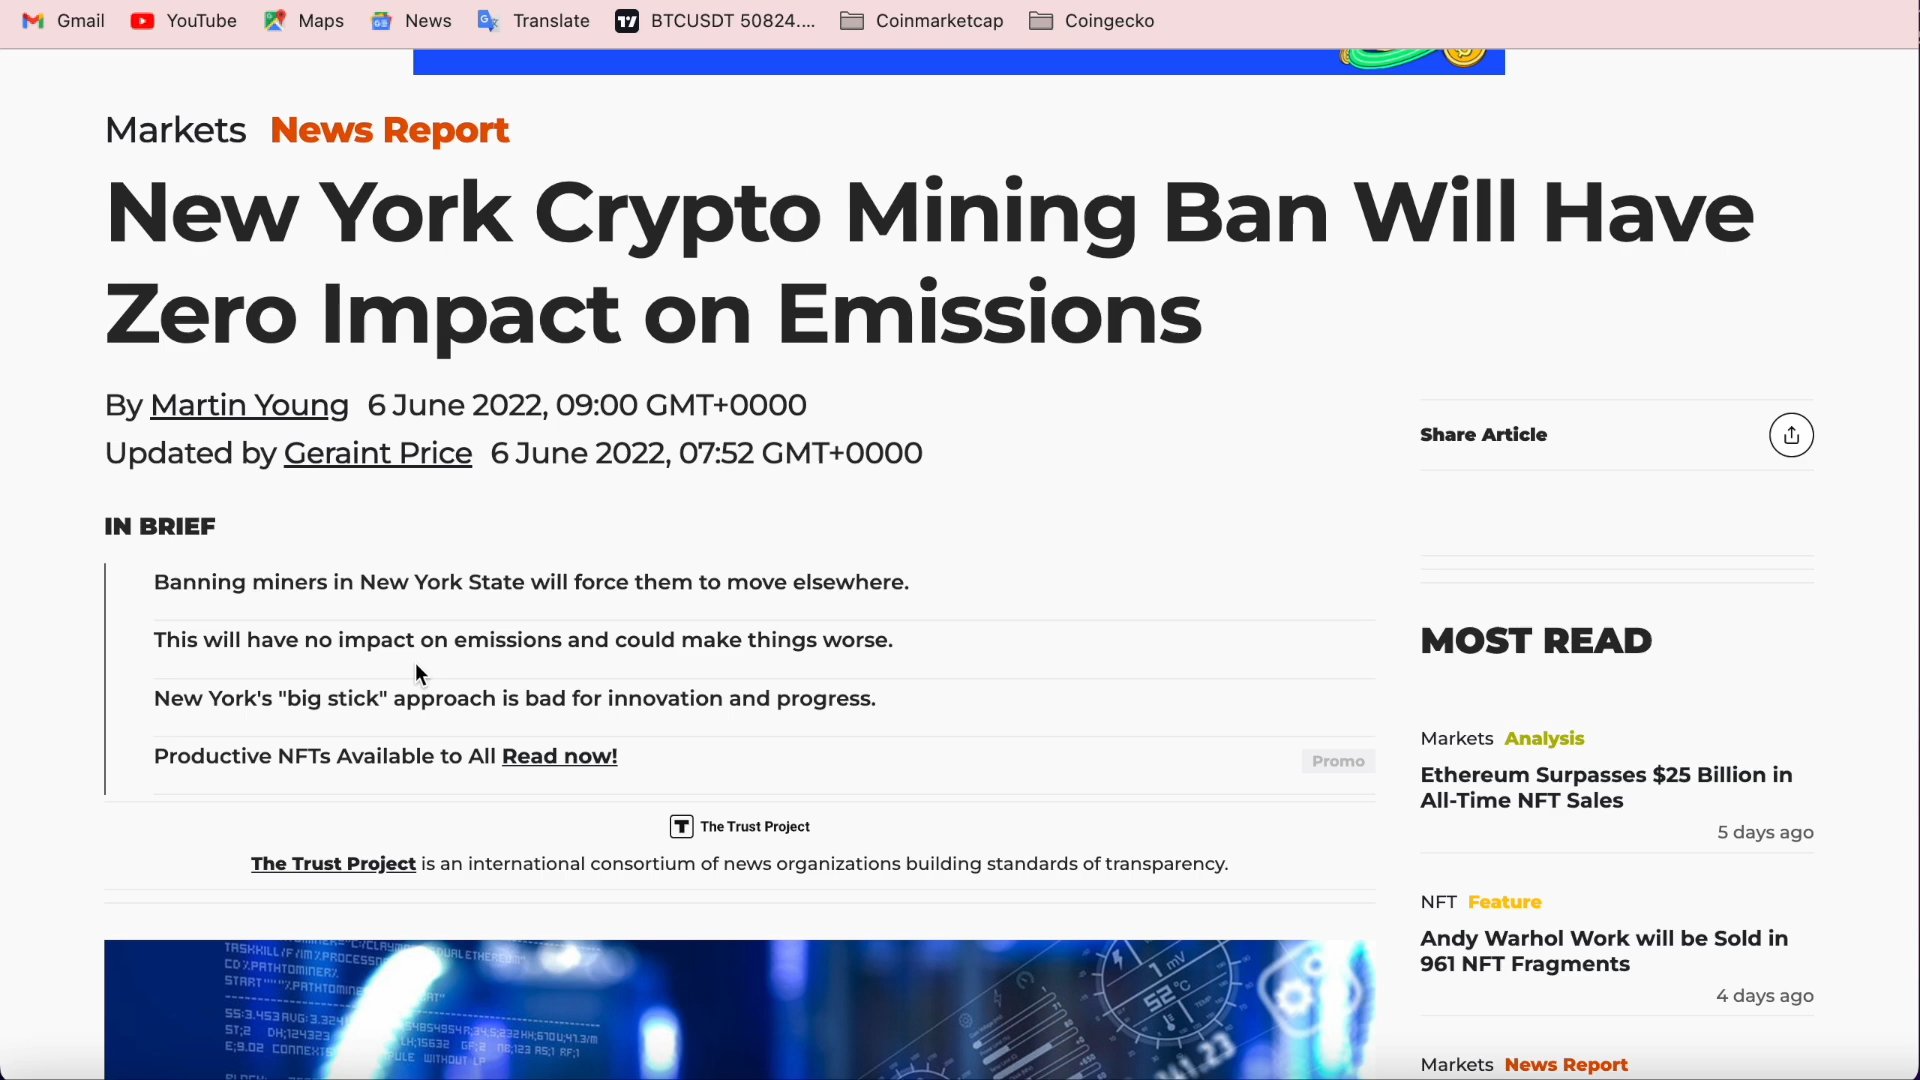 Gmail YouTube Maps News Translate BTCUSDT 50824.... Coinmarketcap Coingecko
Markets News Report
New York Crypto Mining Ban Will Have
Zero Impact on Emissions
By Martin Young 6 June 2022, 09:00 GMT+0000
Updated by Geraint Price 6 June 2022, 07:52 GMT+0000
Share Article
IN BRIEF
Banning miners in New York State will force them to move elsewhere.
This will have no impact on emissions and could make things worse.
New York's "big stick" approach is bad for innovation and progress.
Productive NFTs Available to All Read now!
Promo
The Trust Project
The Trust Project is an international consortium of news organizations building standards of transparency.
MOST READ
Markets Analysis
Ethereum Surpasses $25 Billion in
All-Time NFT Sales
5 days ago
NFT Feature
Andy Warhol Work will be Sold in
961 NFT Fragments
4 days ago
Markets News Report
1 mV
52°C